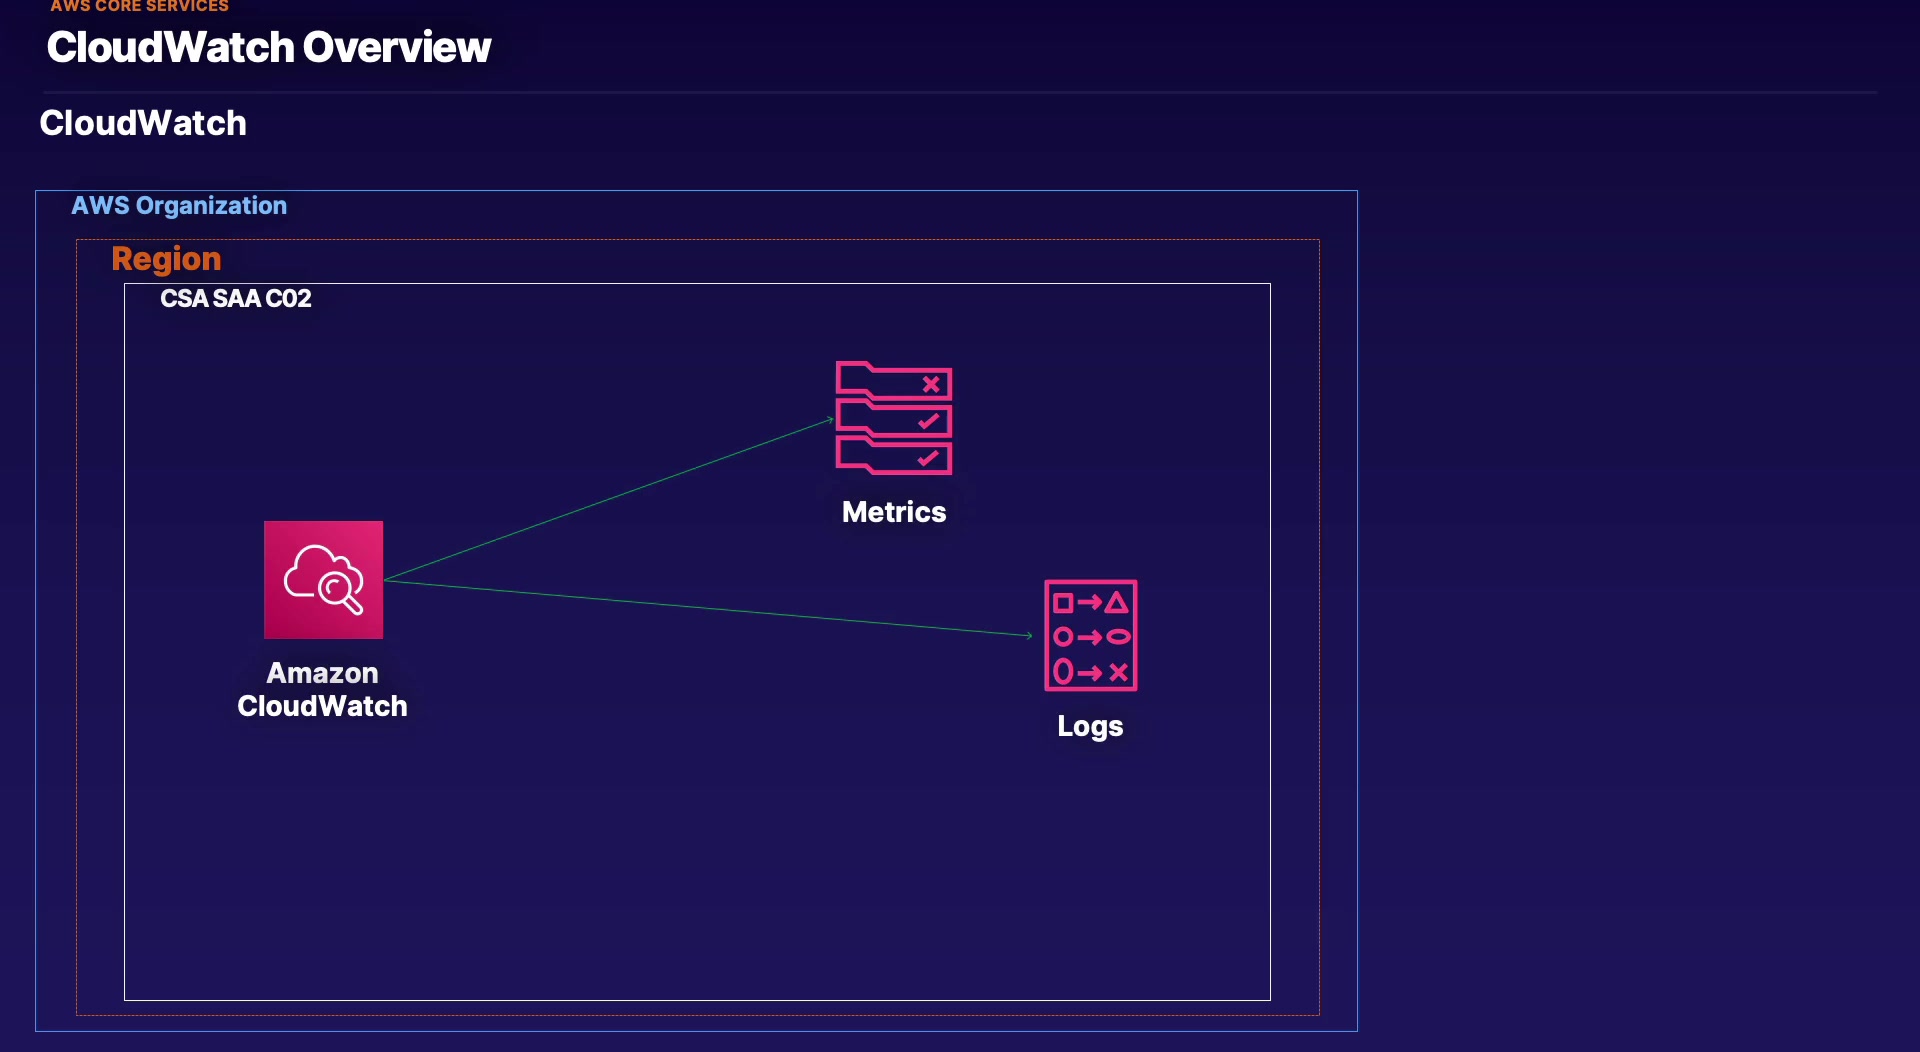 AWS CORE SERVICES
CloudWatch Overview
CloudWatch
AWS Organization
Region
CSA SAA C02
Metrics
Amazon
CloudWatch
Logs